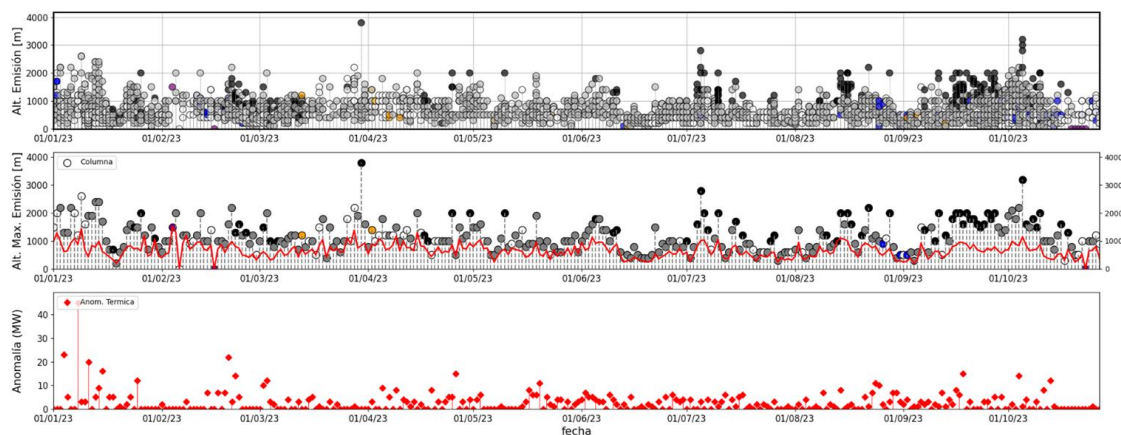 4000
3000
2000
1000
0
Alt. Emisión [m]
01/01/23 01/02/23 01/03/23 01/04/23 01/05/23 01/06/23 01/07/23 01/08/23 01/09/23 01/10/23
Columna
4000 4000
3000 3000
2000 2000
1000 1000
0 0
Alt. Max. Emisión [m]
01/01/23 01/02/23 01/03/23 01/04/23 01/05/23 01/06/23 01/07/23 01/08/23 01/09/23 01/10/23
Anom. Termica
40
30
20
10
0
Anomalía (MW)
01/01/23 01/02/23 01/03/23 01/04/23 01/05/23 01/06/23 01/07/23 01/08/23 01/09/23 01/10/23
fecha